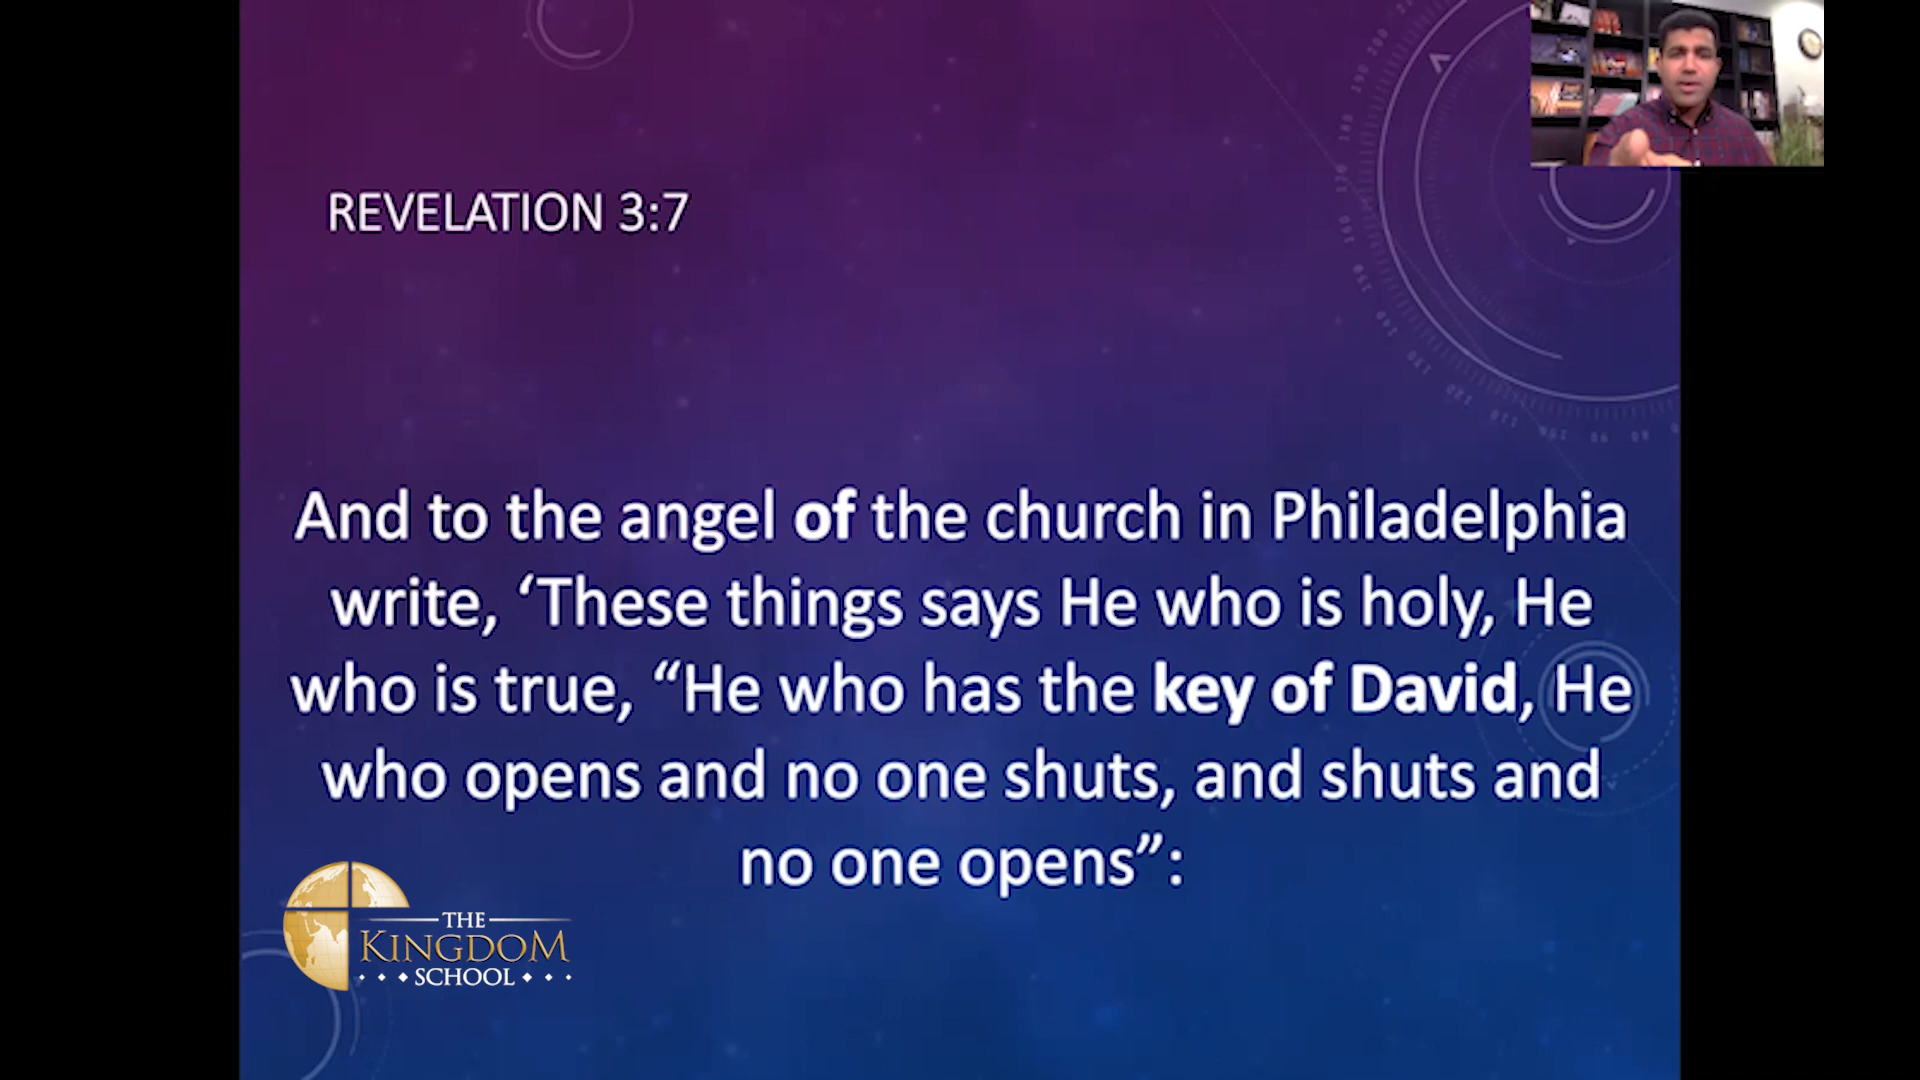 REVELATION 3:7
And to the angel of the church in Philadelphia
write, ‘These things says He who is holy, He
who is true, “He who has the key of David, He
who opens and no one shuts, and shuts and
no one opens”:
THE
KINGDOM
SCHOOL